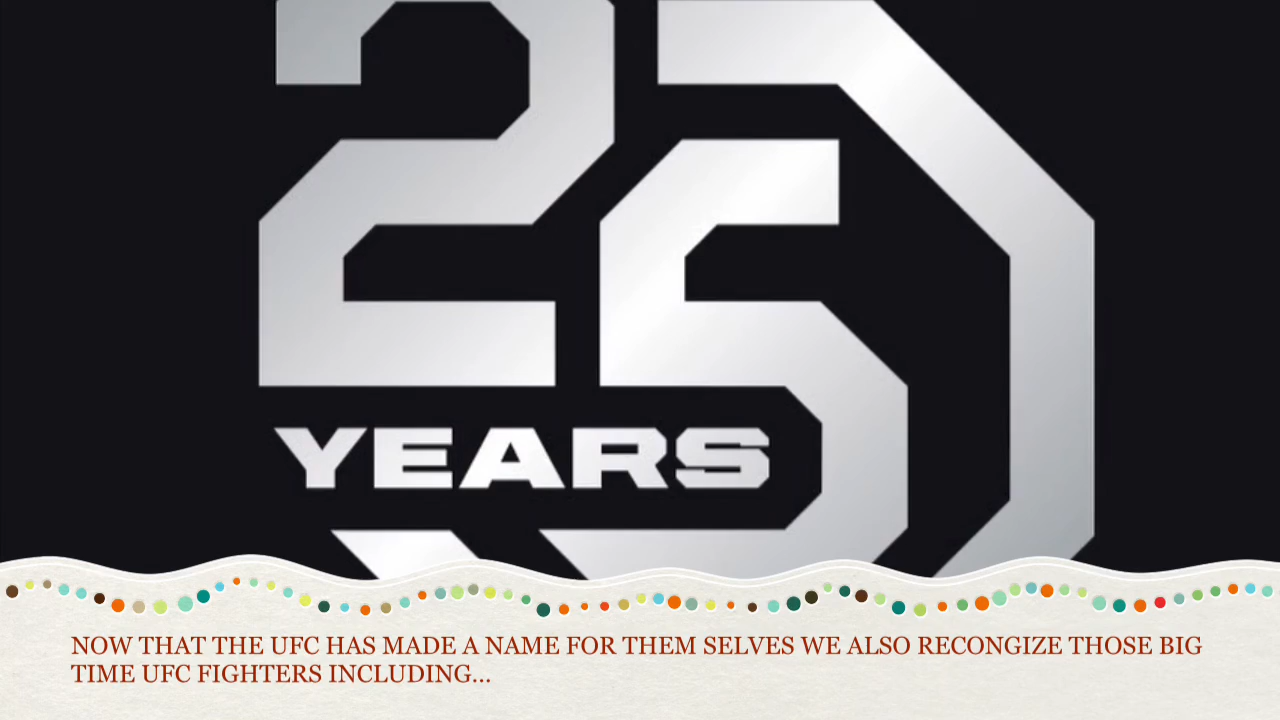 25
YEARS
NOW THAT THE UFC HAS MADE A NAME FOR THEM SELVES WE ALSO RECONGIZE THOSE BIG
TIME UFC FIGHTERS INCLUDING...